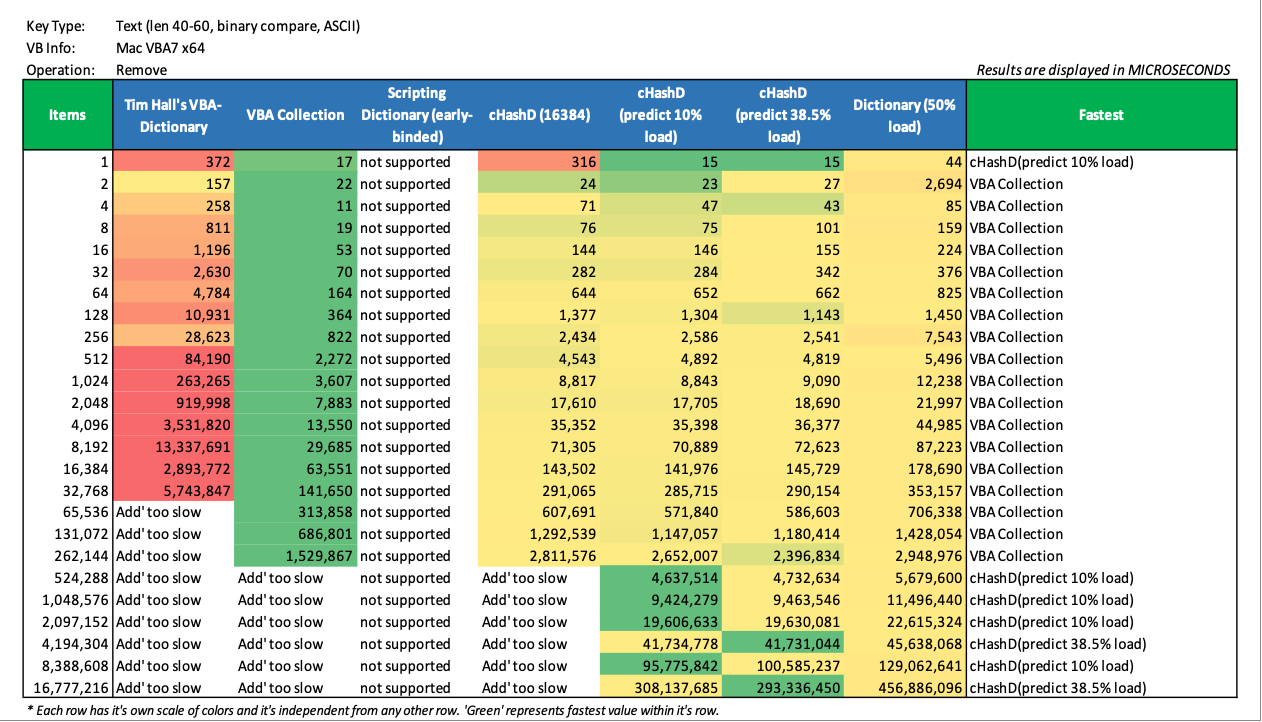 Key Type: Text (len 40-60, binary compare, ASCII)
VB Info: Mac VBA7 x64
Operation: Remove Results are displayed in MICROSECONDS
Items Tim Hall's VBA-Dictionary VBA Collection Scripting Dictionary (early-binded) cHashD (16384) cHashD (predict 10% load) cHashD (predict 38.5% load) Dictionary (50% load) Fastest
1 372 17 not supported 316 15 15 44 cHashD(predict 10% load)
2 157 22 not supported 24 23 27 2,694 VBA Collection
4 258 11 not supported 71 47 43 85 VBA Collection
8 811 19 not supported 76 75 101 159 VBA Collection
16 1,196 53 not supported 144 146 155 224 VBA Collection
32 2,630 70 not supported 282 284 342 376 VBA Collection
64 4,784 164 not supported 644 652 662 825 VBA Collection
128 10,931 364 not supported 1,377 1,304 1,143 1,450 VBA Collection
256 28,623 822 not supported 2,434 2,586 2,541 7,543 VBA Collection
512 84,190 2,272 not supported 4,543 4,892 4,819 5,496 VBA Collection
1,024 263,265 3,607 not supported 8,817 8,843 9,090 12,238 VBA Collection
2,048 919,998 7,883 not supported 17,610 17,705 18,690 21,997 VBA Collection
4,096 3,531,820 13,550 not supported 35,352 35,398 36,377 44,985 VBA Collection
8,192 13,337,691 29,685 not supported 71,305 70,889 72,623 87,223 VBA Collection
16,384 2,893,772 63,551 not supported 143,502 141,976 145,729 178,690 VBA Collection
32,768 5,743,847 141,650 not supported 291,065 285,715 290,154 353,157 VBA Collection
65,536 Add' too slow 313,858 not supported 607,691 571,840 586,603 706,338 VBA Collection
131,072 Add' too slow 686,801 not supported 1,292,539 1,147,057 1,180,414 1,428,054 VBA Collection
262,144 Add' too slow 1,529,867 not supported 2,811,576 2,652,007 2,396,834 2,948,976 VBA Collection
524,288 Add' too slow Add' too slow not supported Add' too slow 4,637,514 4,732,634 5,679,600 cHashD(predict 10% load)
1,048,576 Add' too slow Add' too slow not supported Add' too slow 9,424,279 9,463,546 11,496,440 cHashD(predict 10% load)
2,097,152 Add' too slow Add' too slow not supported Add' too slow 19,606,633 19,630,081 22,615,324 cHashD(predict 10% load)
4,194,304 Add' too slow Add' too slow not supported Add' too slow 41,734,778 41,731,044 45,638,068 cHashD(predict 38.5% load)
8,388,608 Add' too slow Add' too slow not supported Add' too slow 95,775,842 100,585,237 129,062,641 cHashD(predict 10% load)
16,777,216 Add' too slow Add' too slow not supported Add' too slow 308,137,685 293,336,450 456,886,096 cHashD(predict 38.5% load)
* Each row has it's own scale of colors and it's independent from any other row. 'Green' represents fastest value within it's row.